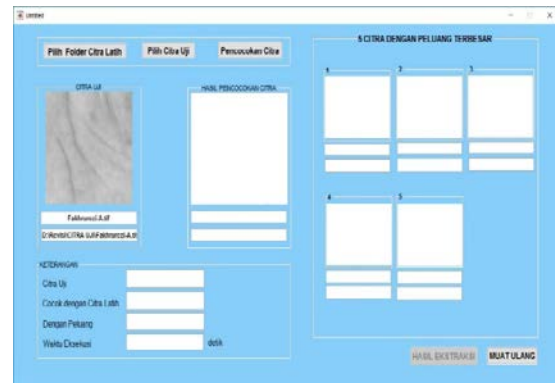 Untitled
Pilih Folder Citra Latih
Pilih Citra Uji
Pencocokan Citra
CITRA UJI
HASIL PENCOCOKAN CITRA
5 CITRA DENGAN PELUANG TERBESAR
1
2
3
4
5
KETERANGAN
Citra Uji
Cocok dengan Citra Latih
Dengan Peluang
Waktu Eksekusi
detik
HASIL EKSTRAKSI
MUAT ULANG